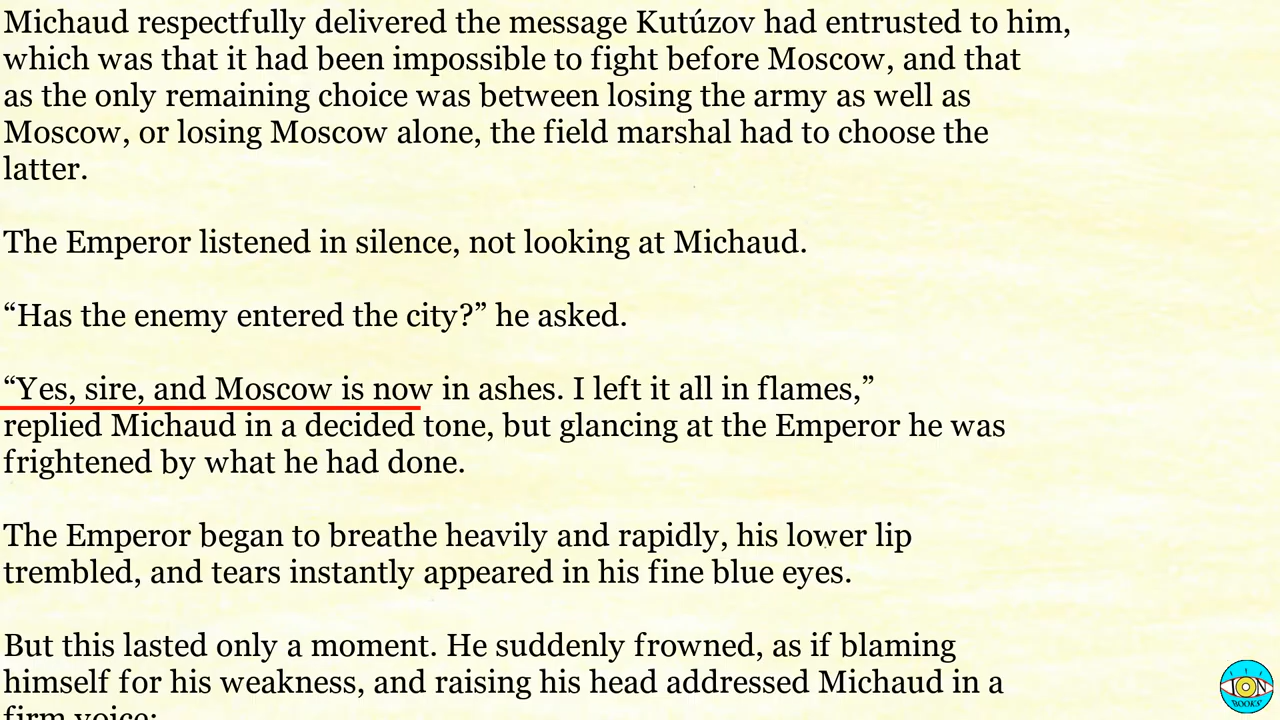 Michaud respectfully delivered the message Kutúzov had entrusted to him,
which was that it had been impossible to fight before Moscow, and that
as the only remaining choice was between losing the army as well as
Moscow, or losing Moscow alone, the field marshal had to choose the
latter.
The Emperor listened in silence, not looking at Michaud.
“Has the enemy entered the city?” he asked.
“Yes, sire, and Moscow is now in ashes. I left it all in flames,”
replied Michaud in a decided tone, but glancing at the Emperor he was
frightened by what he had done.
The Emperor began to breathe heavily and rapidly, his lower lip
trembled, and tears instantly appeared in his fine blue eyes.
But this lasted only a moment. He suddenly frowned, as if blaming
himself for his weakness, and raising his head addressed Michaud in a
firm voice:
ION
BOOKS